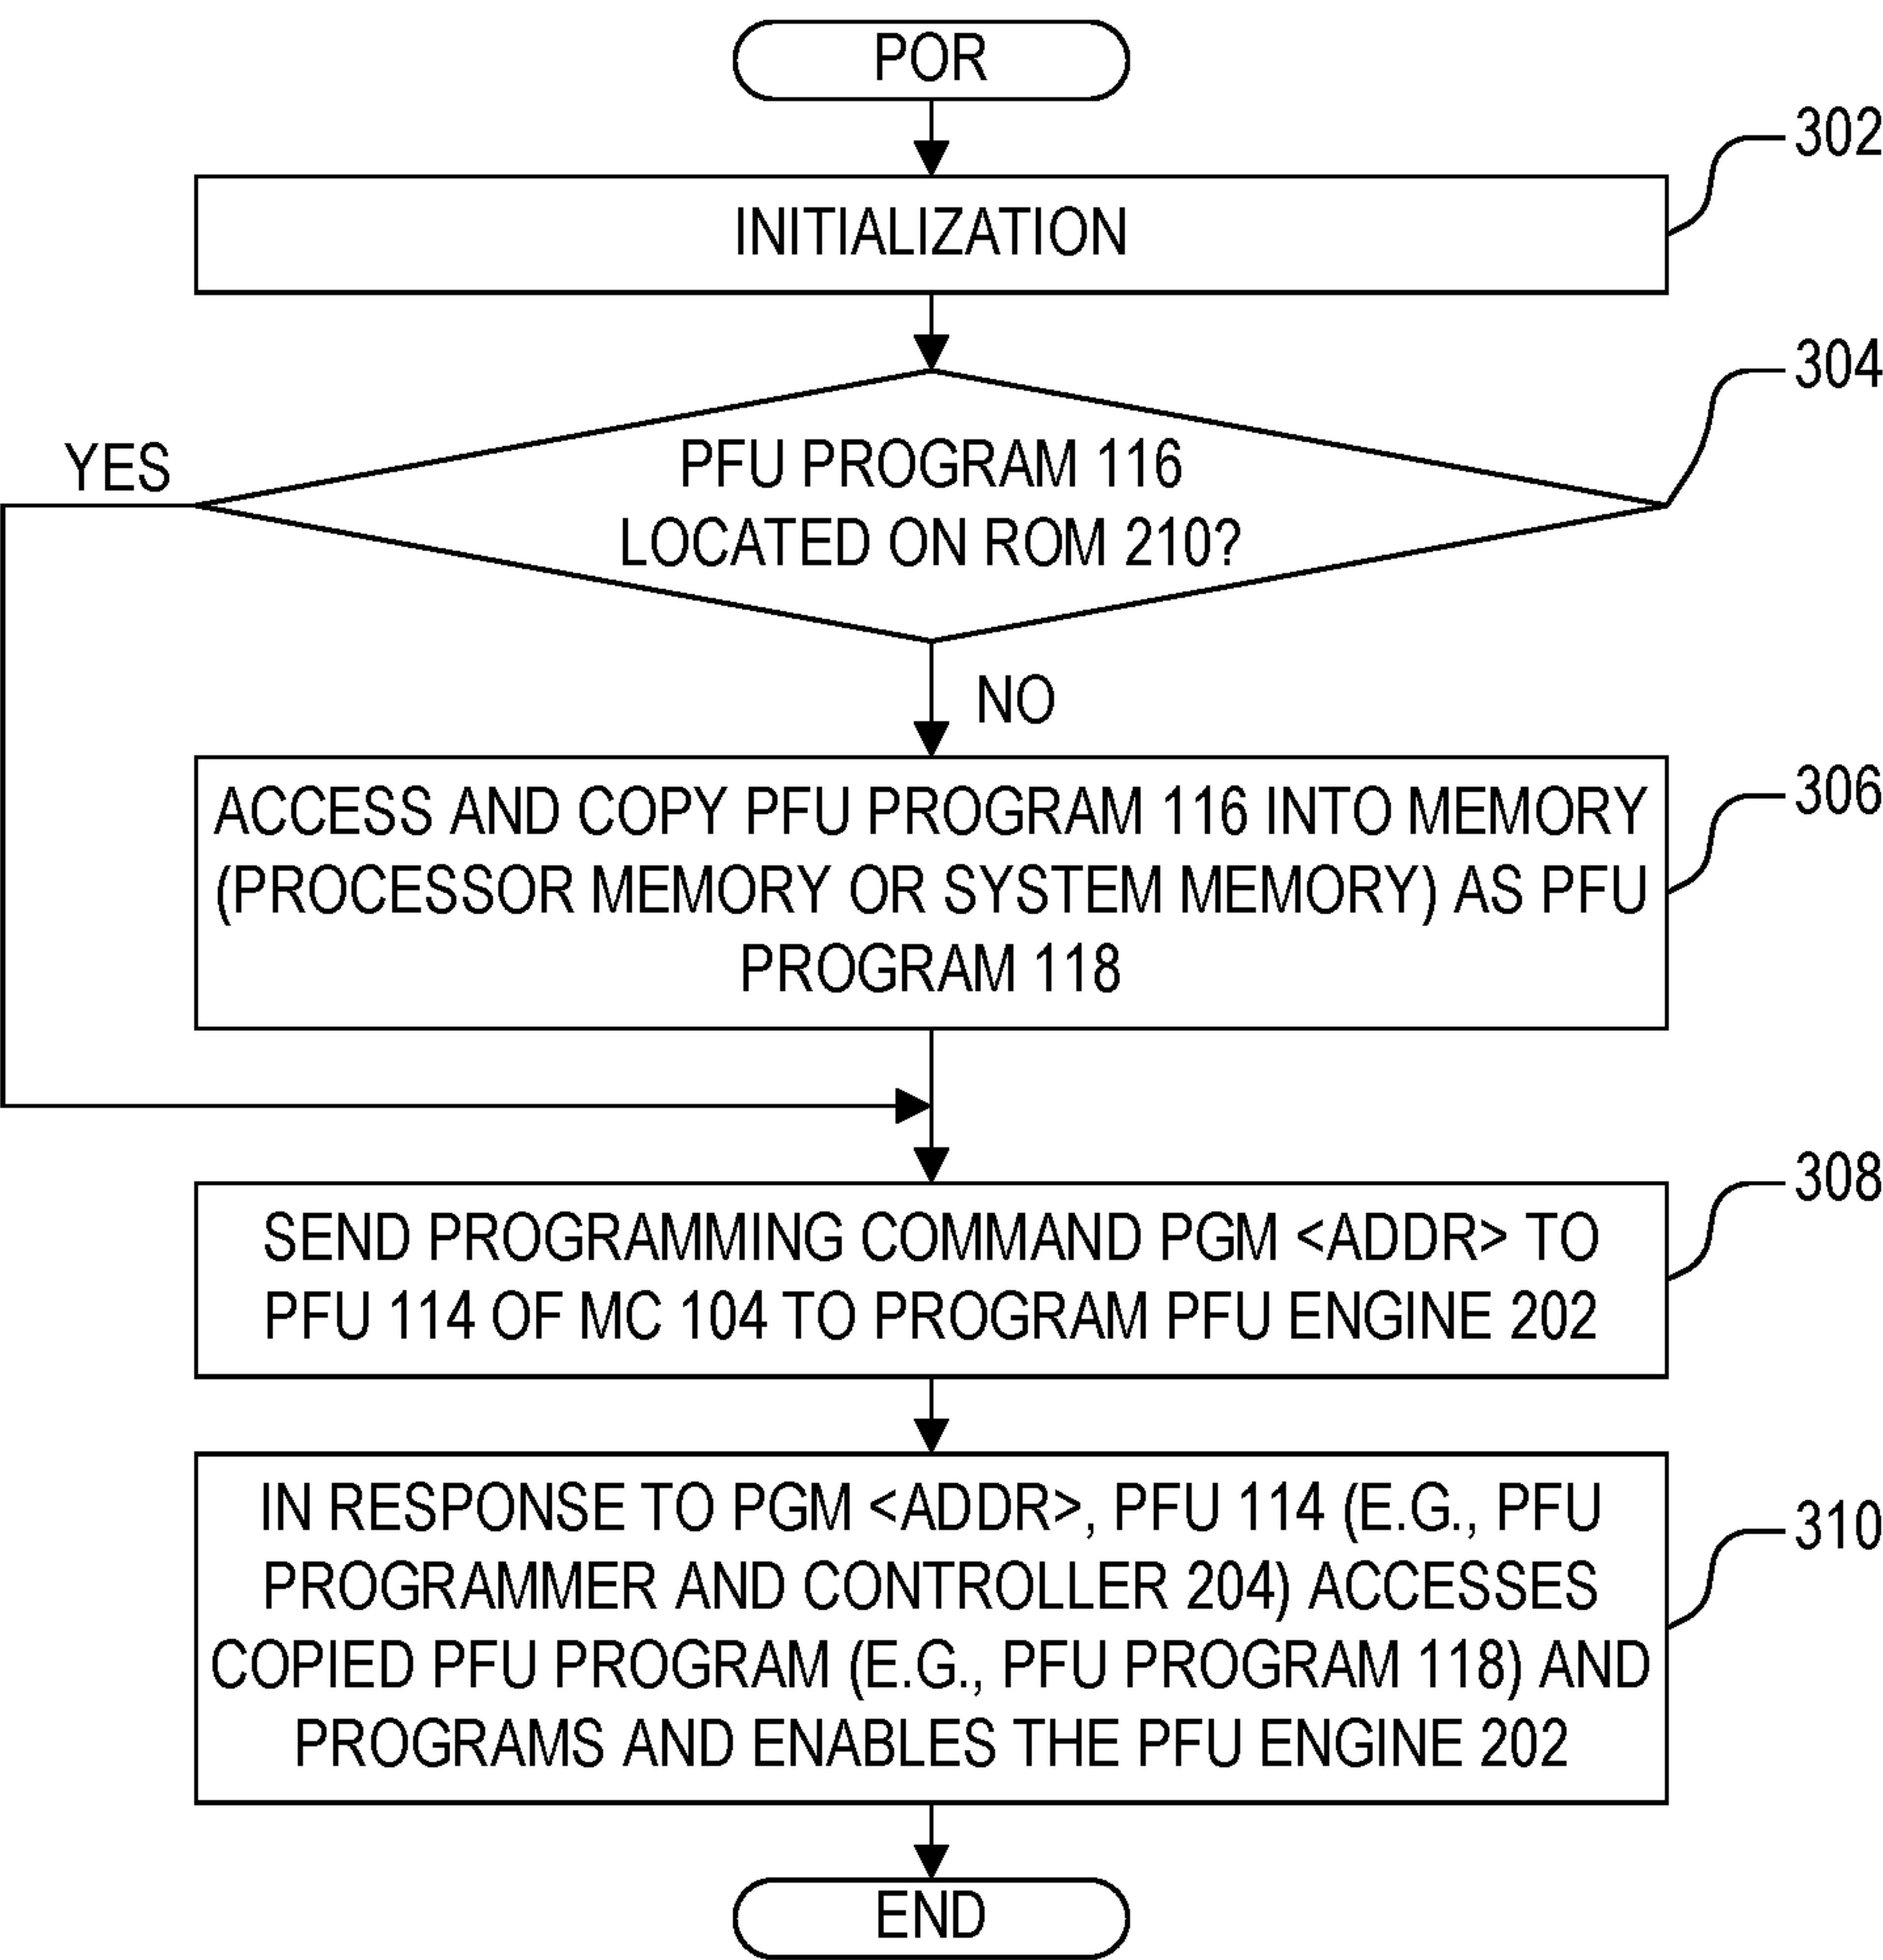 POR
302
INITIALIZATION
304
YES
PFU PROGRAM 116
LOCATED ON ROM 210?
NO
306
ACCESS AND COPY PFU PROGRAM 116 INTO MEMORY
(PROCESSOR MEMORY OR SYSTEM MEMORY) AS PFU
PROGRAM 118
308
SEND PROGRAMMING COMMAND PGM <ADDR> TO
PFU 114 OF MC 104 TO PROGRAM PFU ENGINE 202
IN RESPONSE TO PGM <ADDR>, PFU 114 (E.G., PFU
310
PROGRAMMER AND CONTROLLER 204) ACCESSES
COPIED PFU PROGRAM (E.G., PFU PROGRAM 118) AND
PROGRAMS AND ENABLES THE PFU ENGINE 202
END